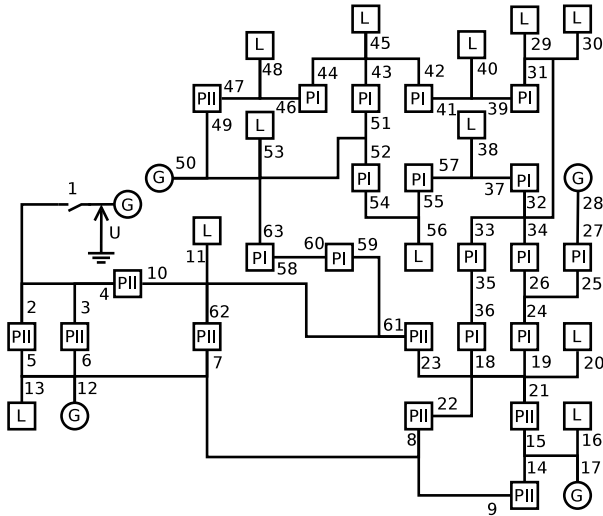 L L L
45 29 30
L L
48 44 43 42 40 31
47
PII PI PI PI PI
46 41 39
49 L 51 L
53 52 38
50 57
G PI PI PI G
37
1 54 55 32 28
G
U L 56 33 34 27
11 63 60 59
PI PI L PI PI PI
58
10
4 PII 35 26 25
2 3 62 36 24
61
PII PII PII PII PI PI L
5 6 7 23 18 19 20
13 12 22 21
L G PII PII L
8 15 16
14 17
PII G
9